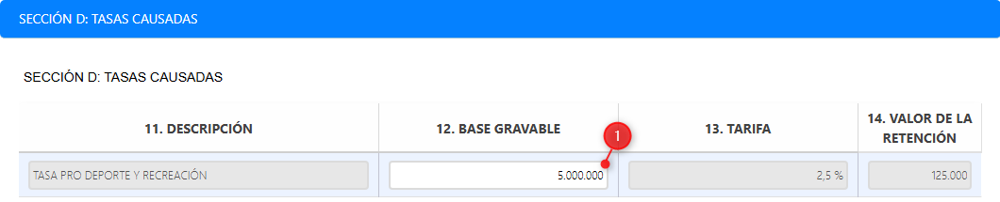 SECCIÓN D: TASAS CAUSADAS
SECCIÓN D: TASAS CAUSADAS
11. DESCRIPCIÓN 12. BASE GRAVABLE 13. TARIFA 14. VALOR DE LA RETENCIÓN
1
TASA PRO DEPORTE Y RECREACIÓN 5.000.000 2,5 % 125.000